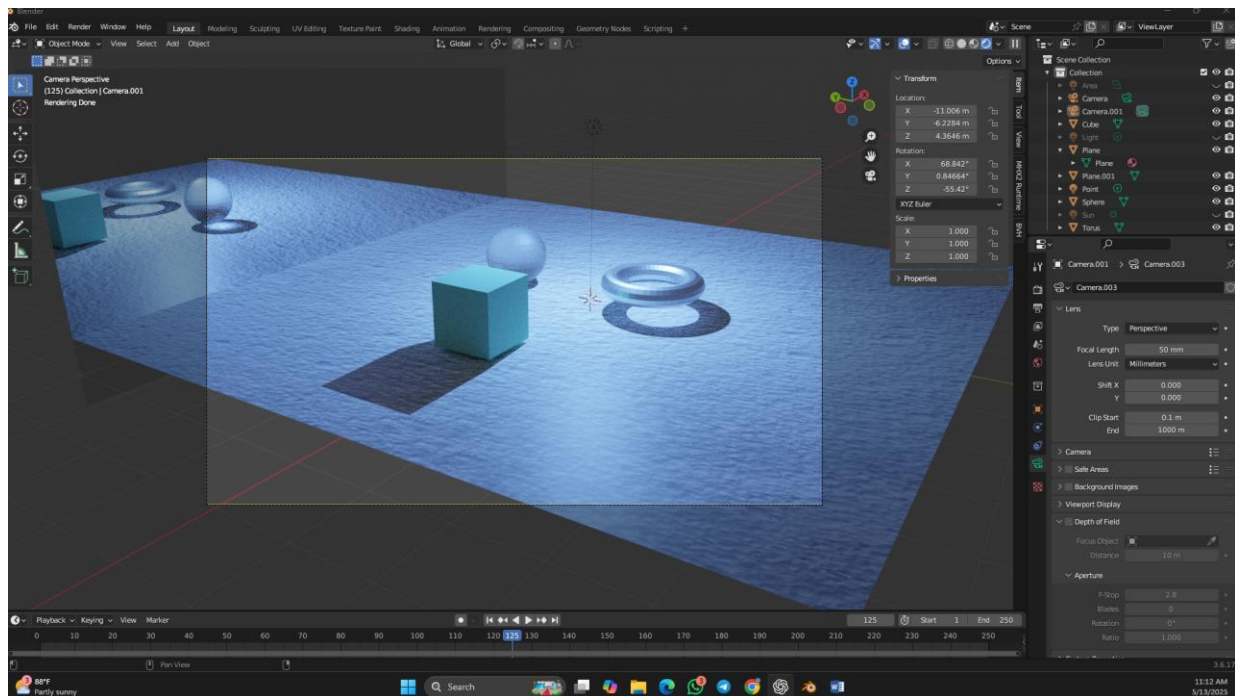 Blender
File Edit Render Window Help Layout Modeling Sculpting UV Editing Texture Paint Shading Animation Rendering Compositing Geometry Nodes Scripting + Scene ViewLayer
Object Mode View Select Add Object Global
Options
Camera Perspective
(125) Collection | Camera.001
Rendering Done
Transform
Location:
X -11.006 m
Y -6.2284 m
Z 4.3646 m
Rotation:
X 68.842°
Y 0.84664°
Z -55.42°
XYZ Euler
Scale:
X 1.000
Y 1.000
Z 1.000
Properties
Item
Tool
View
MHX2 Runtime
BVH
Z
Y
X
Scene Collection
Collection
Area
Camera
Camera.001
Cube
Light
Plane
Plane
Plane.001
Point
Sphere
Sun
Torus
Camera.001 > Camera.003
Camera.003
Lens
Type Perspective
Focal Length 50 mm
Lens Unit Millimeters
Shift X 0.000
Y 0.000
Clip Start 0.1 m
End 1000 m
Camera
Safe Areas
Background Images
Viewport Display
Depth of Field
Focus Object
Distance 10 m
Aperture
F-Stop 2.8
Blades 0
Rotation 0°
Ratio 1.000
Playback Keying View Marker 125 Start 1 End 250
0 10 20 30 40 50 60 70 80 90 100 110 120 125 130 140 150 160 170 180 190 200 210 220 230 240 250
Pan View
3.6.17
88°F
Partly sunny
Search
11:12 AM
5/13/2025